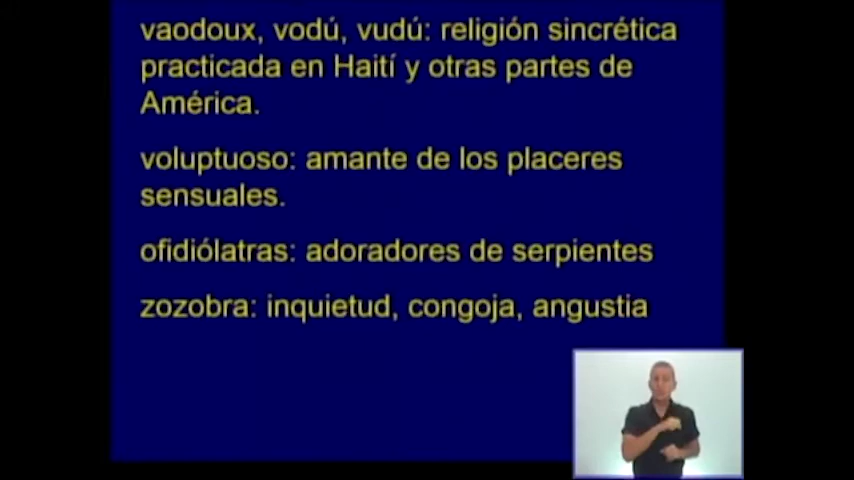 vaodoux, vodú, vudú: religión sincrética
practicada en Haití y otras partes de
América.
voluptuoso: amante de los placeres
sensuales.
ofidiólatras: adoradores de serpientes
zozobra: inquietud, congoja, angustia